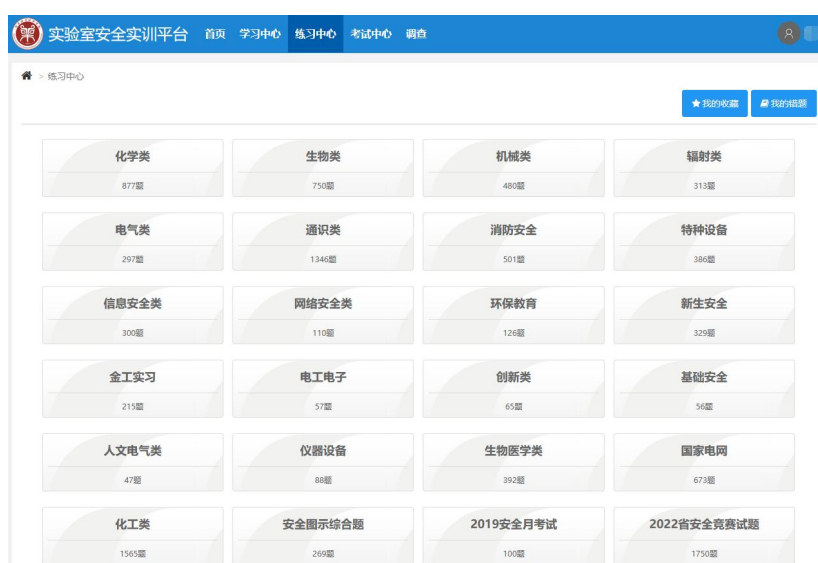 实验室安全实训平台 首页 学习中心 练习中心 考试中心 调查
> 练习中心
我的收藏 我的错题
化学类 生物类 机械类 辐射类
877题 750题 480题 313题
电气类 通识类 消防安全 特种设备
297题 1346题 501题 386题
信息安全类 网络安全类 环保教育 新生安全
300题 110题 126题 329题
金工实习 电工电子 创新类 基础安全
215题 57题 65题 56题
人文电气类 仪器设备 生物医学类 国家电网
47题 88题 392题 673题
化工类 安全图示综合题 2019安全月考试 2022省安全竞赛试题
1565题 269题 100题 1750题